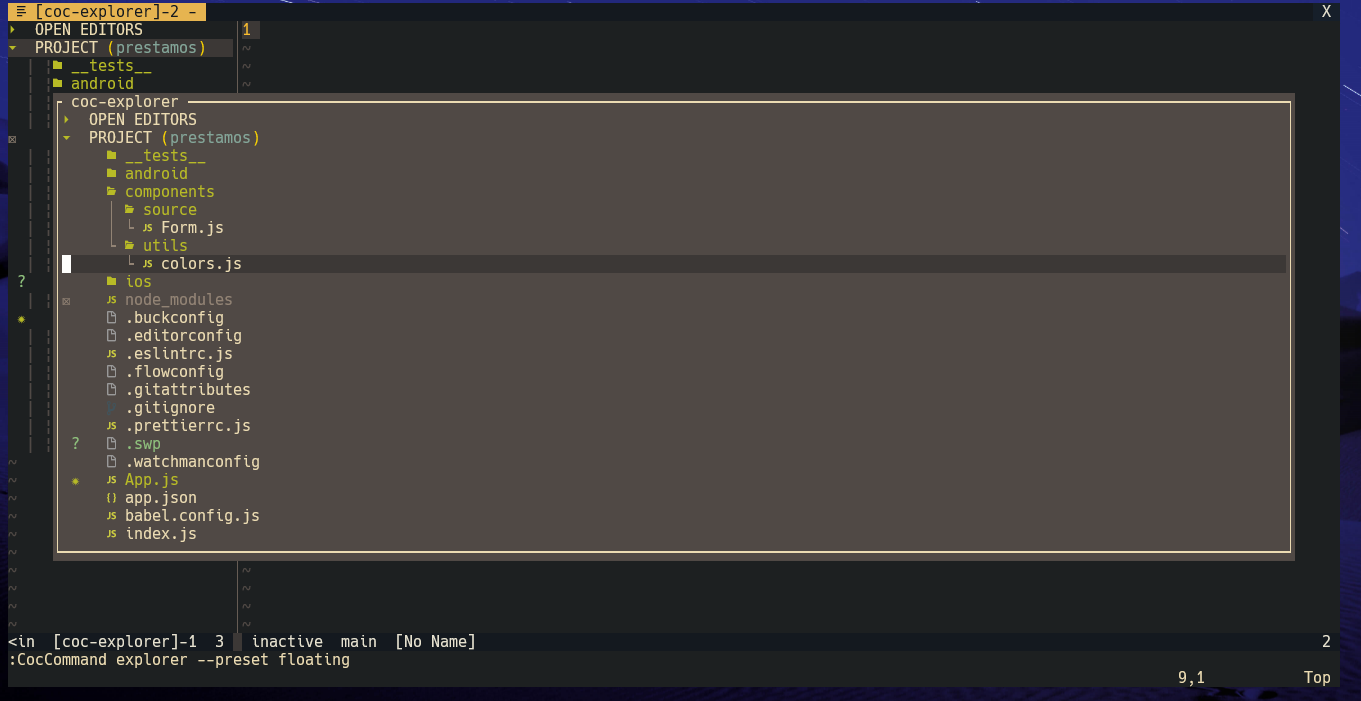 [coc-explorer]-2 - X
OPEN EDITORS 1
PROJECT (prestamos) ~
__tests__ ~
android ~
coc-explorer
OPEN EDITORS
PROJECT (prestamos)
__tests__
android
components
source
JS Form.js
utils
JS colors.js
? ios
JS node_modules
.buckconfig
.editorconfig
JS .eslintrc.js
.flowconfig
.gitattributes
.gitignore
JS .prettierrc.js
? .swp
~ .watchmanconfig
~ JS App.js
~ {} app.json
~ JS babel.config.js
~ JS index.js
~
~ ~
~ ~
~ ~
~ ~
<in [coc-explorer]-1 3 inactive main [No Name] 2
:CocCommand explorer --preset floating
9,1 Top